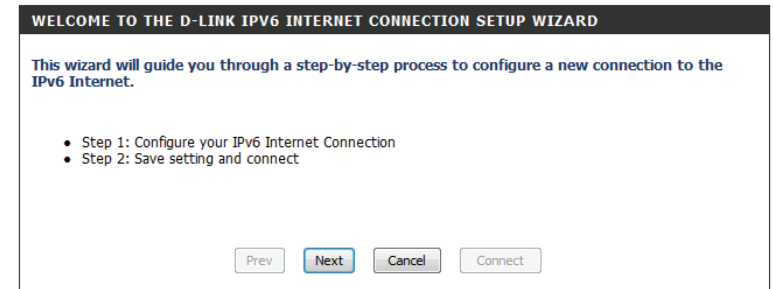 WELCOME TO THE D-LINK IPV6 INTERNET CONNECTION SETUP WIZARD
This wizard will guide you through a step-by-step process to configure a new connection to the
IPv6 Internet.
• Step 1: Configure your IPv6 Internet Connection
• Step 2: Save setting and connect
Prev Next Cancel Connect